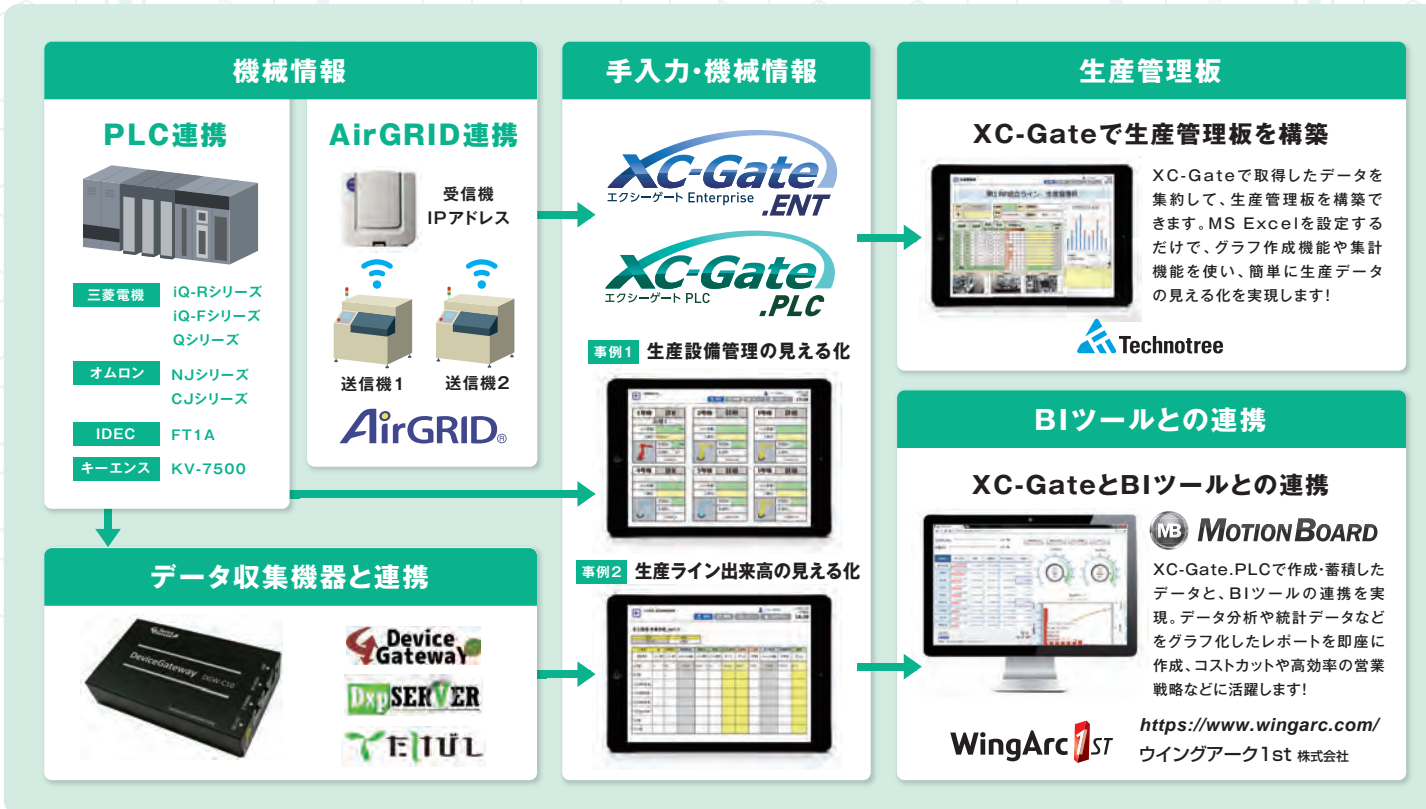 機械情報
PLC連携
三菱電機
iQ-Rシリーズ
iQ-Fシリーズ
Qシリーズ
オムロン
NJシリーズ
CJシリーズ
IDEC
FT1A
キーエンス
KV-7500
AirGRID連携
受信機
IPアドレス
送信機1
送信機2
AirGRID®
データ収集機器と連携
DeviceGateway
Device
Gateway
DxpSERVER
手入力・機械情報
XC-Gate
エクシーゲート Enterprise
.ENT
XC-Gate
エクシーゲート PLC
.PLC
事例1 生産設備管理の見える化
1号機 詳細
2号機 詳細
事例2 生産ライン出来高の見える化
生産管理板
XC-Gateで生産管理板を構築
XC-Gateで取得したデータを
集約して、生産管理板を構築で
きます。MS Excelを設定する
だけで、グラフ作成機能や集計
機能を使い、簡単に生産データ
の見える化を実現します!
Technotree
BIツールとの連携
XC-GateとBIツールとの連携
MB MOTIONBOARD
XC-Gate.PLCで作成・蓄積した
データと、BIツールの連携を実
現。データ分析や統計データなど
をグラフ化したレポートを即座に
作成、コストカットや高効率の営業
戦略などに活躍します!
WingArc1ST
https://www.wingarc.com/
ウイングアーク1st 株式会社